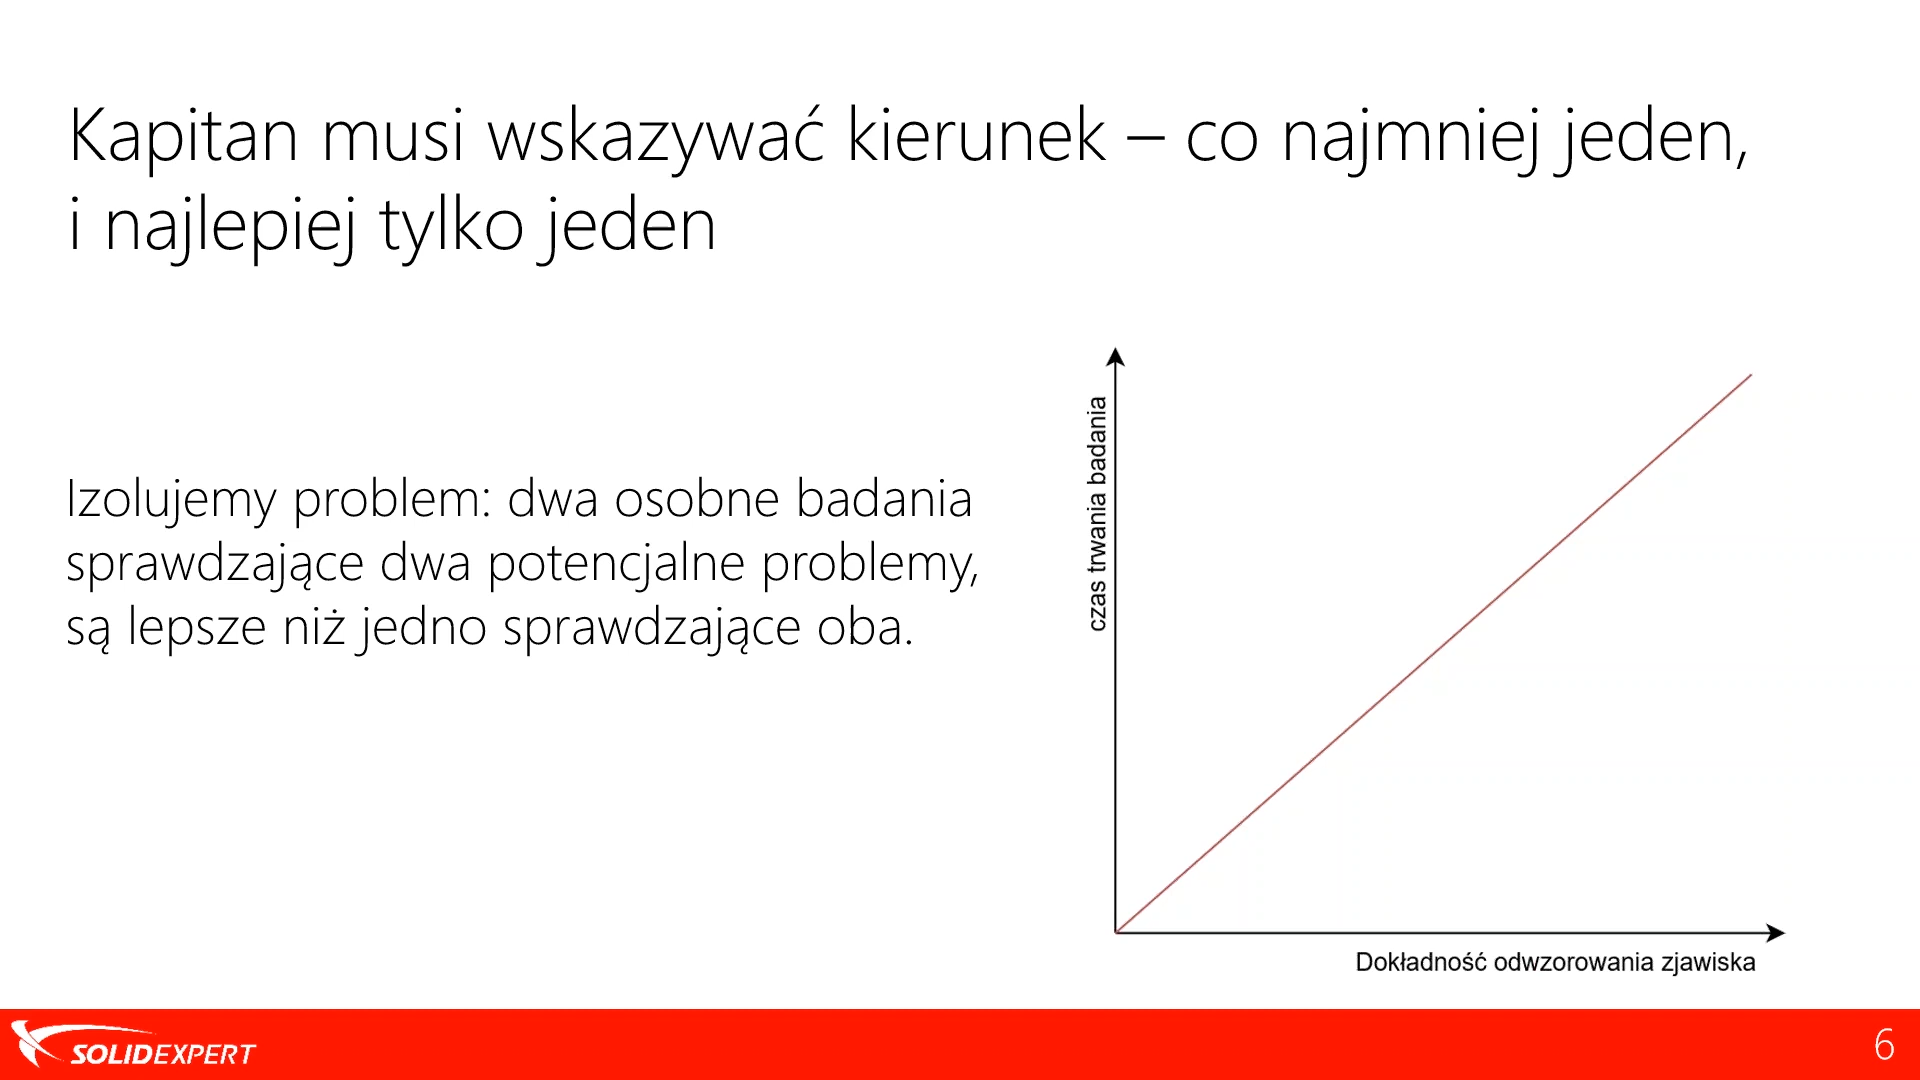 Kapitan musi wskazywać kierunek – co najmniej jeden,
i najlepiej tylko jeden
Izolujemy problem: dwa osobne badania
sprawdzające dwa potencjalne problemy,
są lepsze niż jedno sprawdzające oba.
czas trwania badania
Dokładność odwzorowania zjawiska
SOLIDEXPERT
6